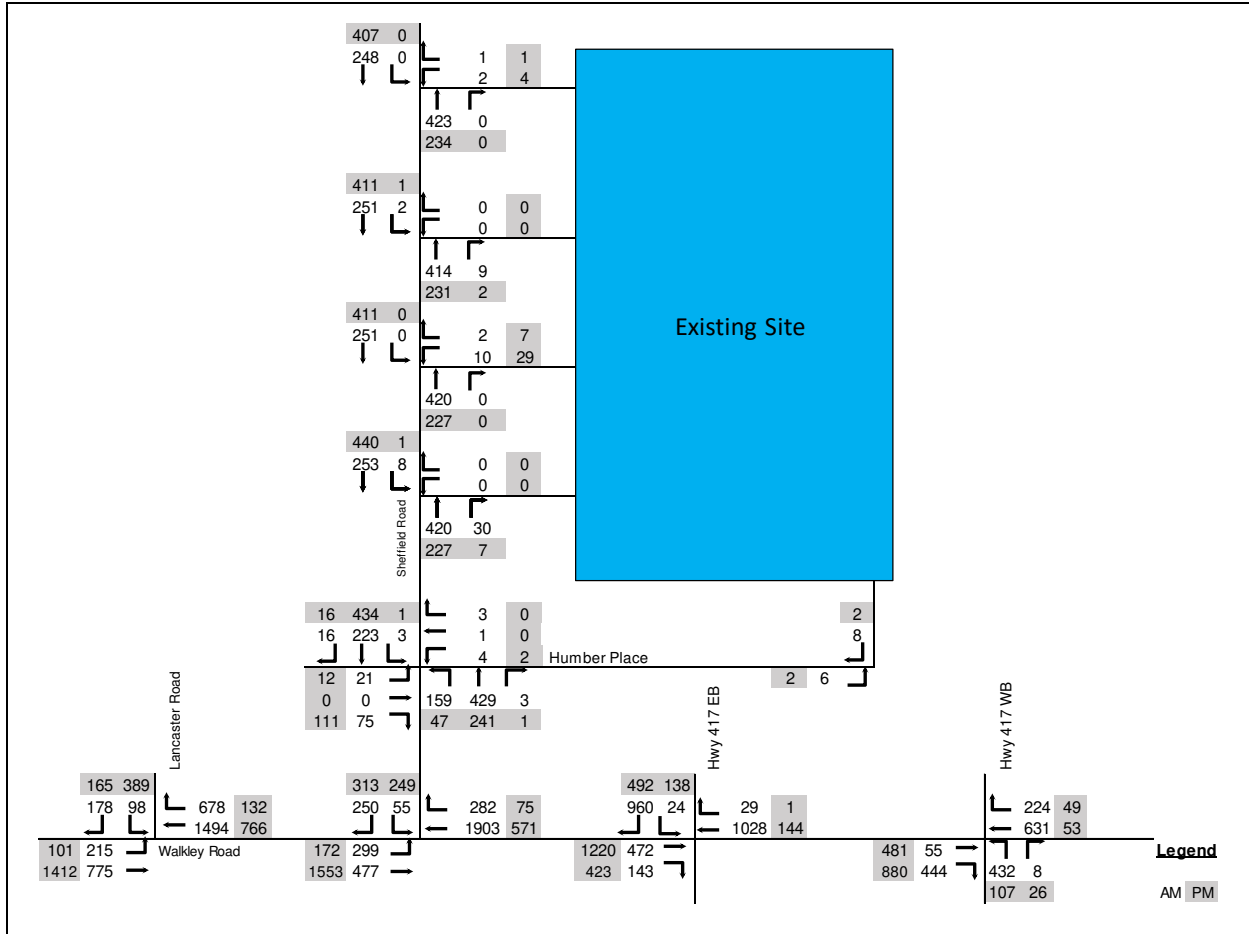 407 0
248 0 1 1
2 4
423 0
234 0
411 1
251 2 0 0
0 0
414 9
231 2
411 0
251 0 2 7
10 29
420 0
227 0
440 1
253 8 0 0
0 0
420 30
227 7
Existing Site
Sheffield Road
16 434 1 3 0 2
16 223 3 1 0 8
4 2 Humber Place
12 21 2 6
0 0 159 429 3
111 75 47 241 1
Lancaster Road
Hwy 417 EB
Hwy 417 WB
165 389 313 249 492 138
178 98 678 132 250 55 282 75 960 24 29 1 224 49
1494 766 1903 571 1028 144 631 53
101 215 Walkley Road 172 299 1220 472 481 55 Legend
1412 775 1553 477 423 143 880 444 432 8
107 26 AM PM